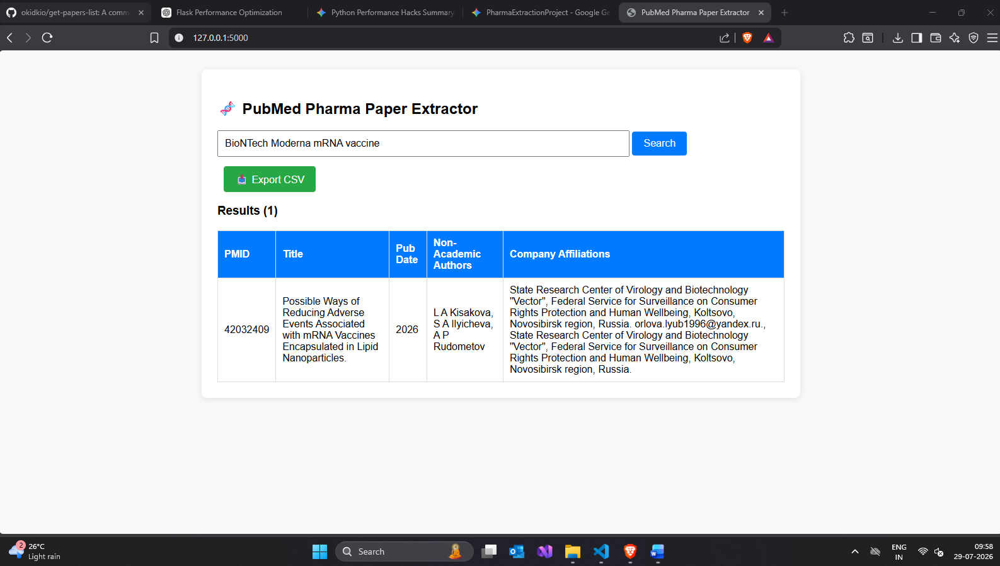 okidkio/get-papers-list: A comm
Flask Performance Optimization
Python Performance Hacks Summary
PharmaExtractionProject - Google Ge
PubMed Pharma Paper Extractor
127.0.0.1:5000
PubMed Pharma Paper Extractor
BioNTech Moderna mRNA vaccine
Search
Export CSV
Results (1)
PMID
Title
Pub
Date
Non-
Academic
Authors
Company Affiliations
42032409
Possible Ways of
Reducing Adverse
Events Associated
with mRNA Vaccines
Encapsulated in Lipid
Nanoparticles.
2026
L A Kisakova,
S A Ilyicheva,
A P
Rudometov
State Research Center of Virology and Biotechnology
"Vector", Federal Service for Surveillance on Consumer
Rights Protection and Human Wellbeing, Koltsovo,
Novosibirsk region, Russia. orlova.lyub1996@yandex.ru.,
State Research Center of Virology and Biotechnology
"Vector", Federal Service for Surveillance on Consumer
Rights Protection and Human Wellbeing, Koltsovo,
Novosibirsk region, Russia.
2
26°C
Light rain
Search
ENG
IN
09:58
29-07-2026